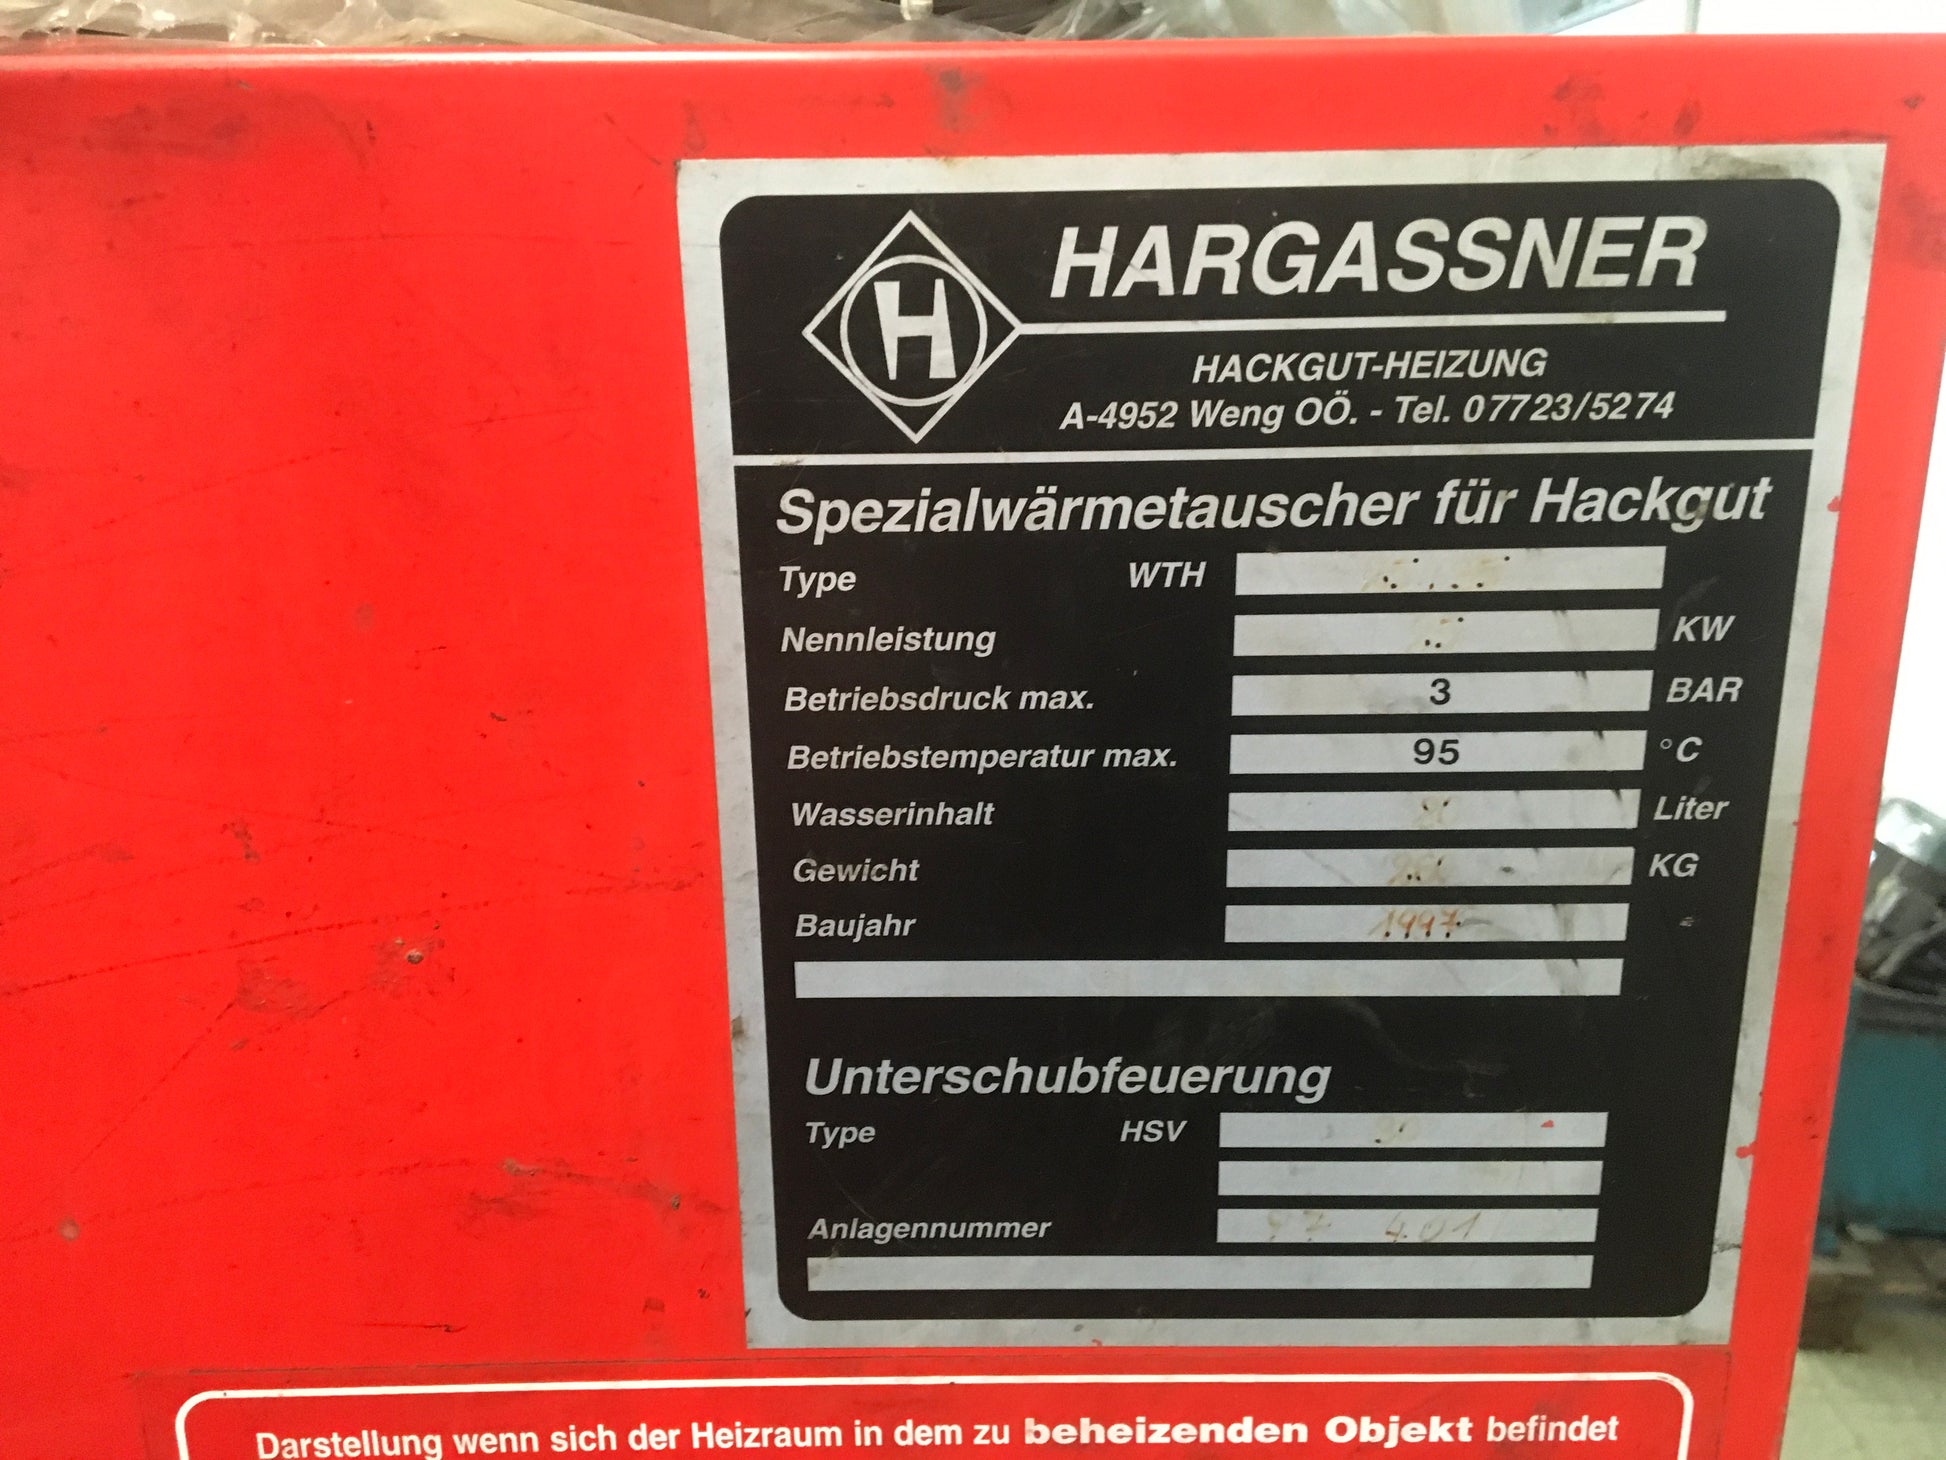 H
HARGASSNER
HACKGUT-HEIZUNG
A-4952 Weng OÖ. - Tel. 07723/5274
Spezialwärmetauscher für Hackgut
Type WTH
Nennleistung KW
Betriebsdruck max. 3 BAR
Betriebstemperatur max. 95 °C
Wasserinhalt Liter
Gewicht KG
Baujahr 1997
Unterschubfeuerung
Type HSV
Anlagennummer 401
Darstellung wenn sich der Heizraum in dem zu beheizenden Objekt befindet